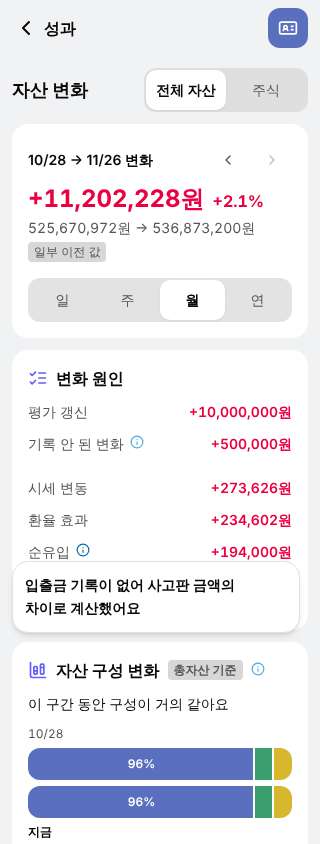 성과
자산 변화
전체 자산
주식
10/28 → 11/26 변화
+11,202,228원 +2.1%
525,670,972원 → 536,873,200원
일부 이전 값
일
주
월
연
변화 원인
평가 갱신 +10,000,000원
기록 안 된 변화 +500,000원
시세 변동 +273,626원
환율 효과 +234,602원
순유입 +194,000원
입출금 기록이 없어 사고판 금액의
차이로 계산했어요
자산 구성 변화 총자산 기준
이 구간 동안 구성이 거의 같아요
10/28
96%
96%
지금